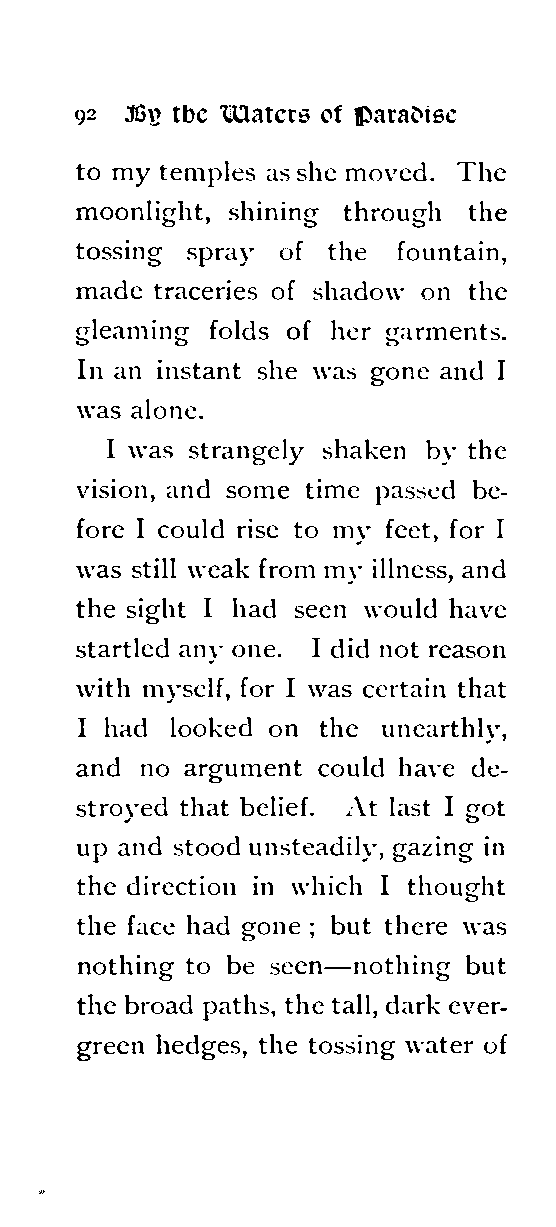 92 By the Waters of Paradise
to my temples as she moved. The
moonlight, shining through the
tossing spray of the fountain,
made traceries of shadow on the
gleaming folds of her garments.
In an instant she was gone and I
was alone.
I was strangely shaken by the
vision, and some time passed be-
fore I could rise to my feet, for I
was still weak from my illness, and
the sight I had seen would have
startled any one. I did not reason
with myself, for I was certain that
I had looked on the unearthly,
and no argument could have de-
stroyed that belief. At last I got
up and stood unsteadily, gazing in
the direction in which I thought
the face had gone ; but there was
nothing to be seen—nothing but
the broad paths, the tall, dark ever-
green hedges, the tossing water of